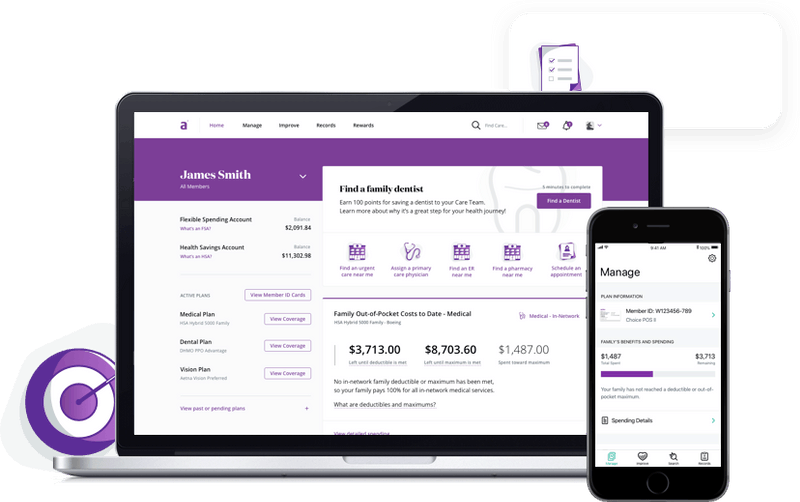 a
Home
Manage
Improve
Records
Rewards
Find Care...
James Smith
All Members
Flexible Spending Account
Balance
What's an FSA?
$2,091.84
Health Savings Account
Balance
What's an HSA?
$11,302.98
ACTIVE PLANS
View Member ID Cards
Medical Plan
HSA Hybrid 5000 Family
View Coverage
Dental Plan
DHMO PPO Advantage
View Coverage
Vision Plan
Aetna Vision Preferred
View Coverage
View past or pending plans
+
Find a family dentist
5 minutes to complete
Earn 100 points for saving a dentist to your Care Team.
Learn more about why it's a great step for your health journey!
Find a Dentist
Find an urgent
care near me
Assign a primary
care physician
Find an ER
near me
Find a pharmacy
near me
Schedule an
appointment
Family Out-of-Pocket Costs to Date - Medical
HSA Hybrid 5000 Family - Boeing
Medical - In-Network
$3,713.00
Left until deductible is met
$8,703.60
Left until maximum is met
$1,487.00
Spent toward maximum
No in-network family deductible or maximum has been met,
so your family pays 100% for all in-network medical services.
What are deductibles and maximums?
View detailed spending
9:41 AM
100%
Manage
PLAN INFORMATION
Member ID: W123456-789
Choice POS II
FAMILY'S BENEFITS AND SPENDING
$1,487
Total Spent
$3,713
Remaining
Your family has not reached a deductible or out-of-
pocket maximum.
Spending Details
Manage
Improve
Search
Records